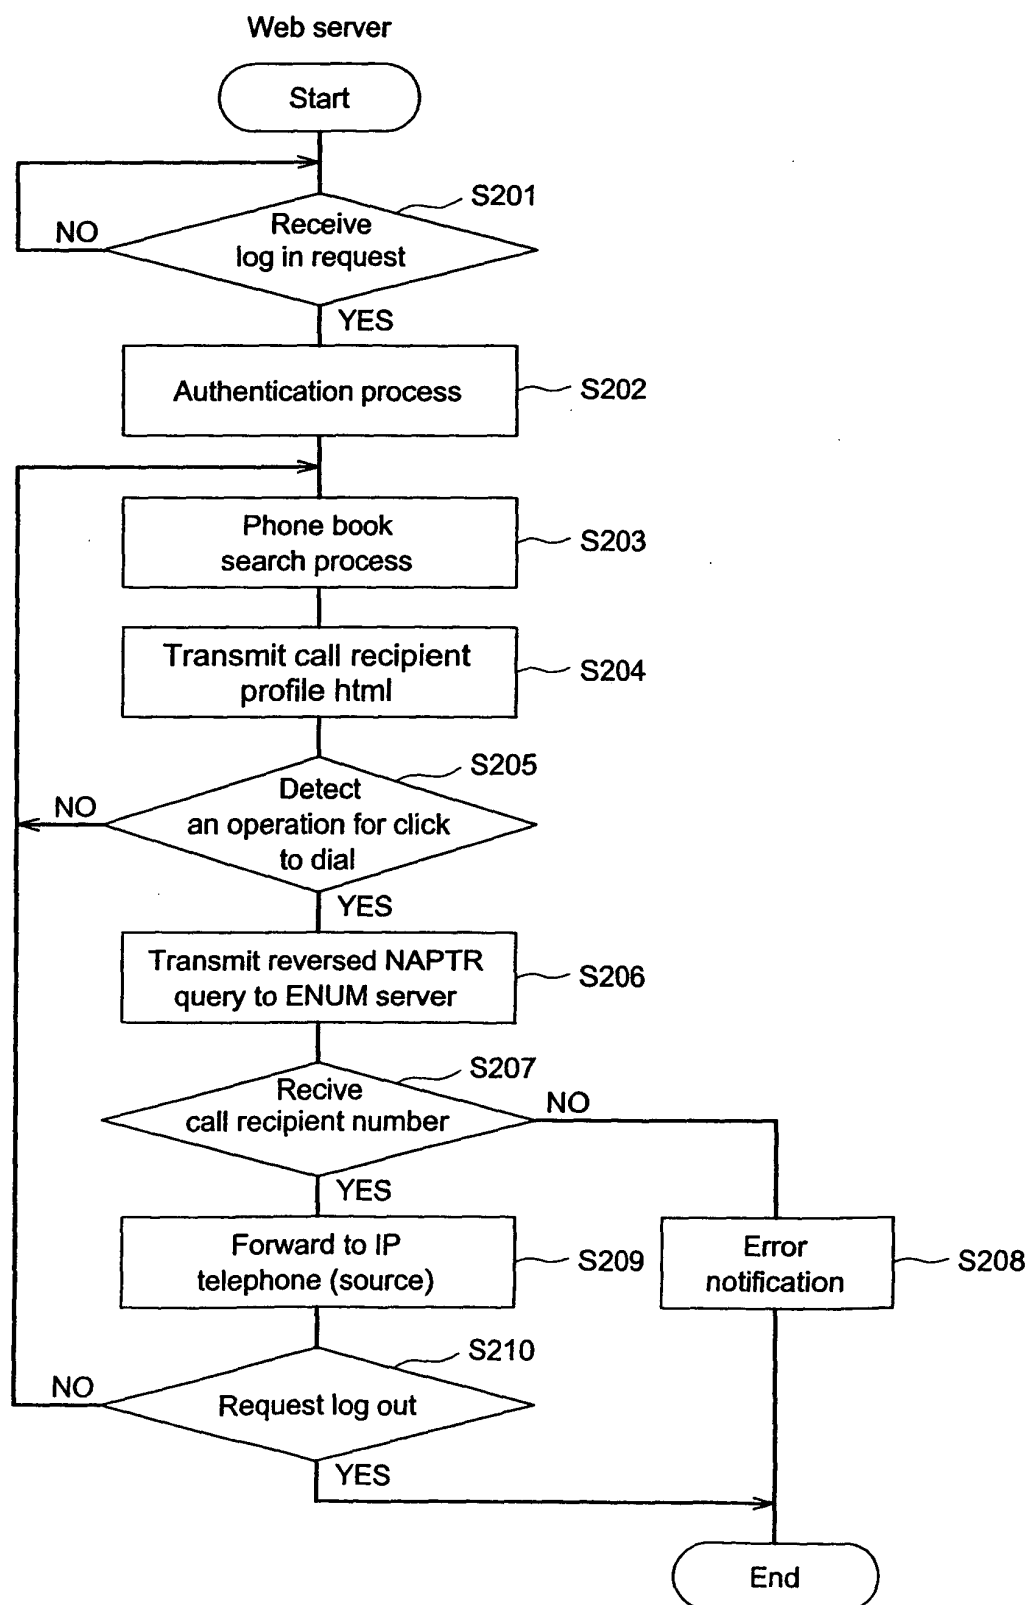 Web server
Start
S201
Receive
log in request
NO
YES
Authentication process
S202
Phone book
search process
S203
Transmit call recipient
profile html
S204
S205
Detect
an operation for click
to dial
NO
YES
Transmit reversed NAPTR
query to ENUM server
S206
S207
Recive
call recipient number
NO
YES
Forward to IP
telephone (source)
S209
Error
notification
S208
S210
Request log out
NO
YES
End